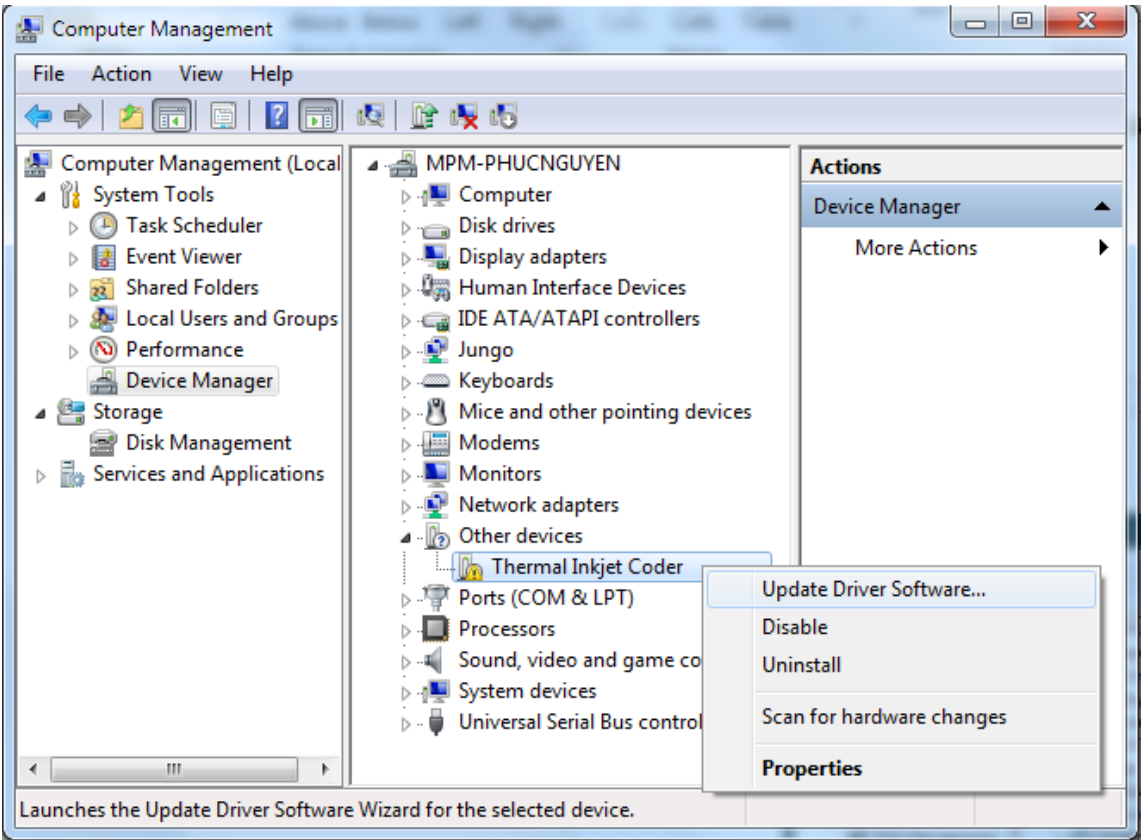 Computer Management
File Action View Help
Computer Management (Local
System Tools
Task Scheduler
Event Viewer
Shared Folders
Local Users and Groups
Performance
Device Manager
Storage
Disk Management
Services and Applications
MPM-PHUCNGUYEN
Computer
Disk drives
Display adapters
Human Interface Devices
IDE ATA/ATAPI controllers
Jungo
Keyboards
Mice and other pointing devices
Modems
Monitors
Network adapters
Other devices
Thermal Inkjet Coder
Ports (COM & LPT)
Processors
Sound, video and game co
System devices
Universal Serial Bus control
Update Driver Software...
Disable
Uninstall
Scan for hardware changes
Properties
Actions
Device Manager
More Actions
Launches the Update Driver Software Wizard for the selected device.